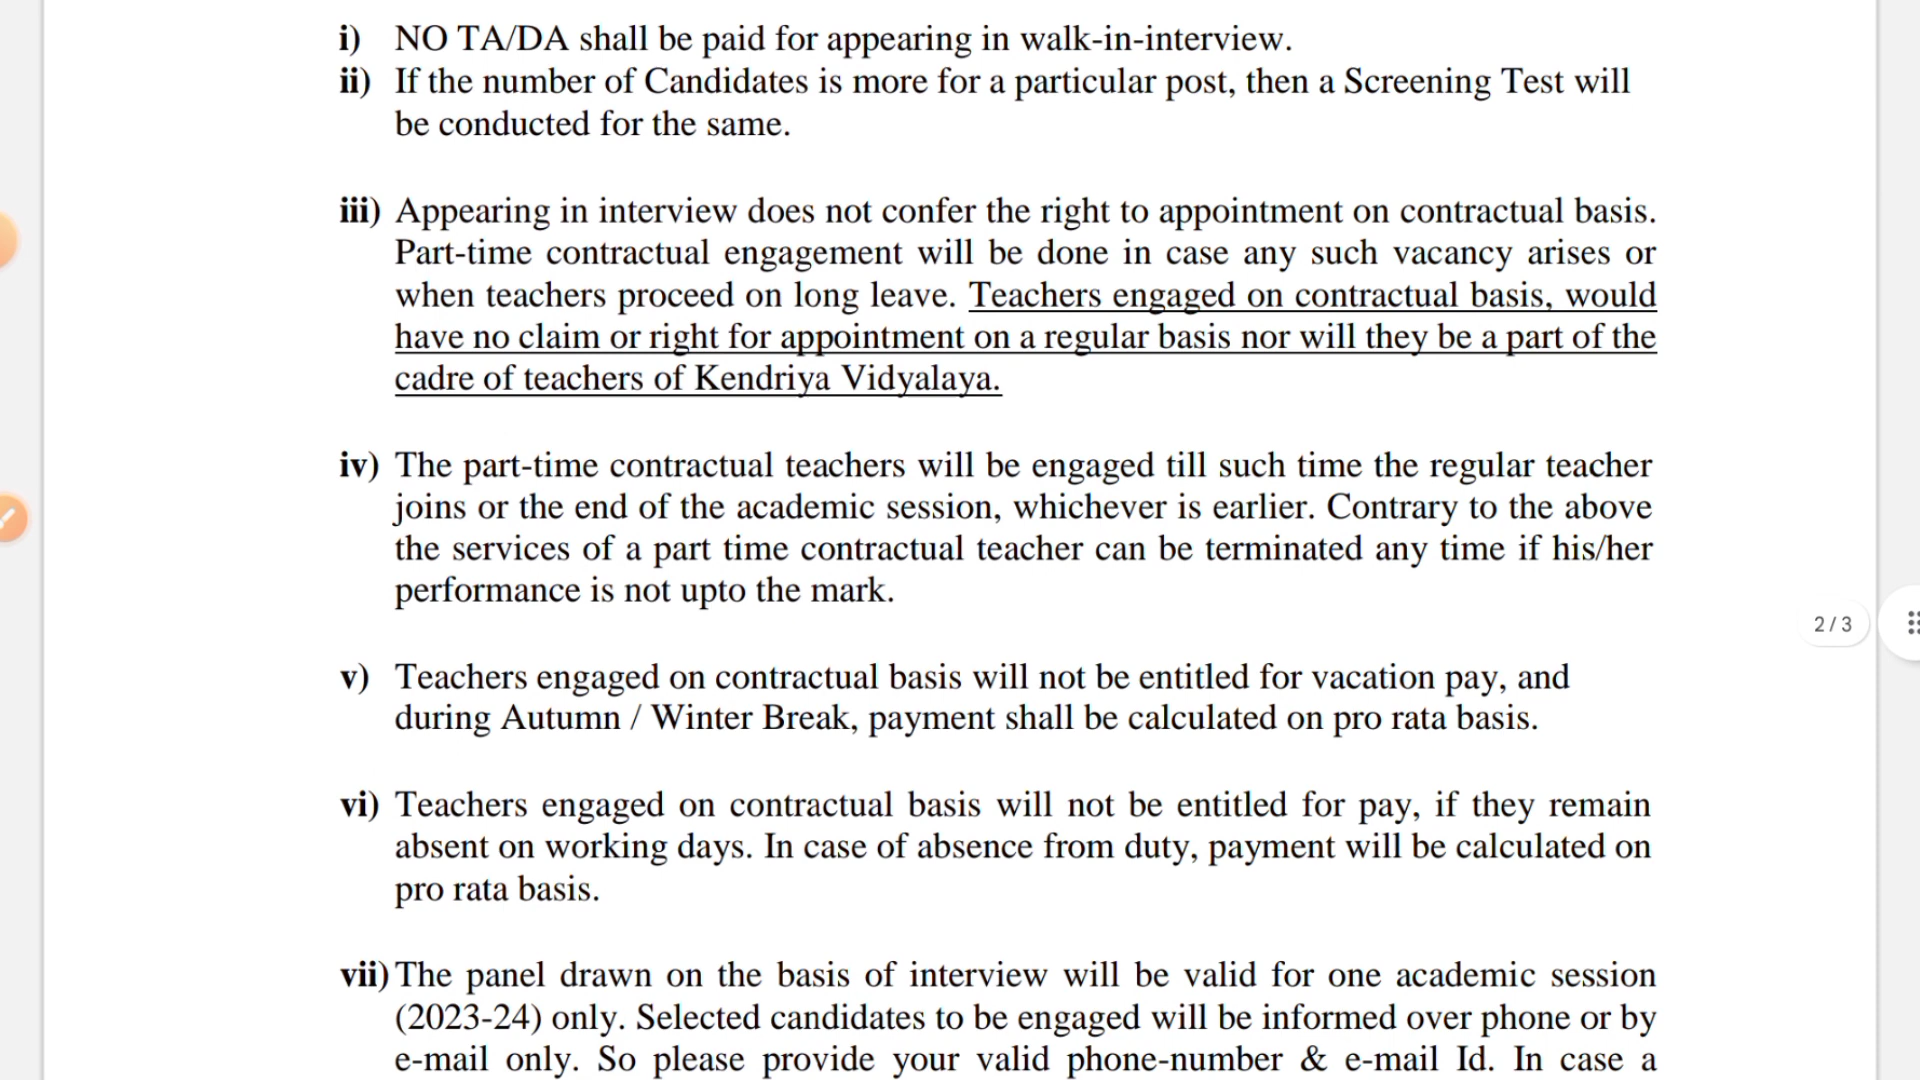 i) NO TA/DA shall be paid for appearing in walk-in-interview.
ii) If the number of Candidates is more for a particular post, then a Screening Test will
be conducted for the same.
iii) Appearing in interview does not confer the right to appointment on contractual basis.
Part-time contractual engagement will be done in case any such vacancy arises or
when teachers proceed on long leave. Teachers engaged on contractual basis, would
have no claim or right for appointment on a regular basis nor will they be a part of the
cadre of teachers of Kendriya Vidyalaya.
iv) The part-time contractual teachers will be engaged till such time the regular teacher
joins or the end of the academic session, whichever is earlier. Contrary to the above
the services of a part time contractual teacher can be terminated any time if his/her
performance is not upto the mark.
2 / 3
v) Teachers engaged on contractual basis will not be entitled for vacation pay, and
during Autumn / Winter Break, payment shall be calculated on pro rata basis.
vi) Teachers engaged on contractual basis will not be entitled for pay, if they remain
absent on working days. In case of absence from duty, payment will be calculated on
pro rata basis.
vii) The panel drawn on the basis of interview will be valid for one academic session
(2023-24) only. Selected candidates to be engaged will be informed over phone or by
e-mail only. So please provide your valid phone-number & e-mail Id. In case a